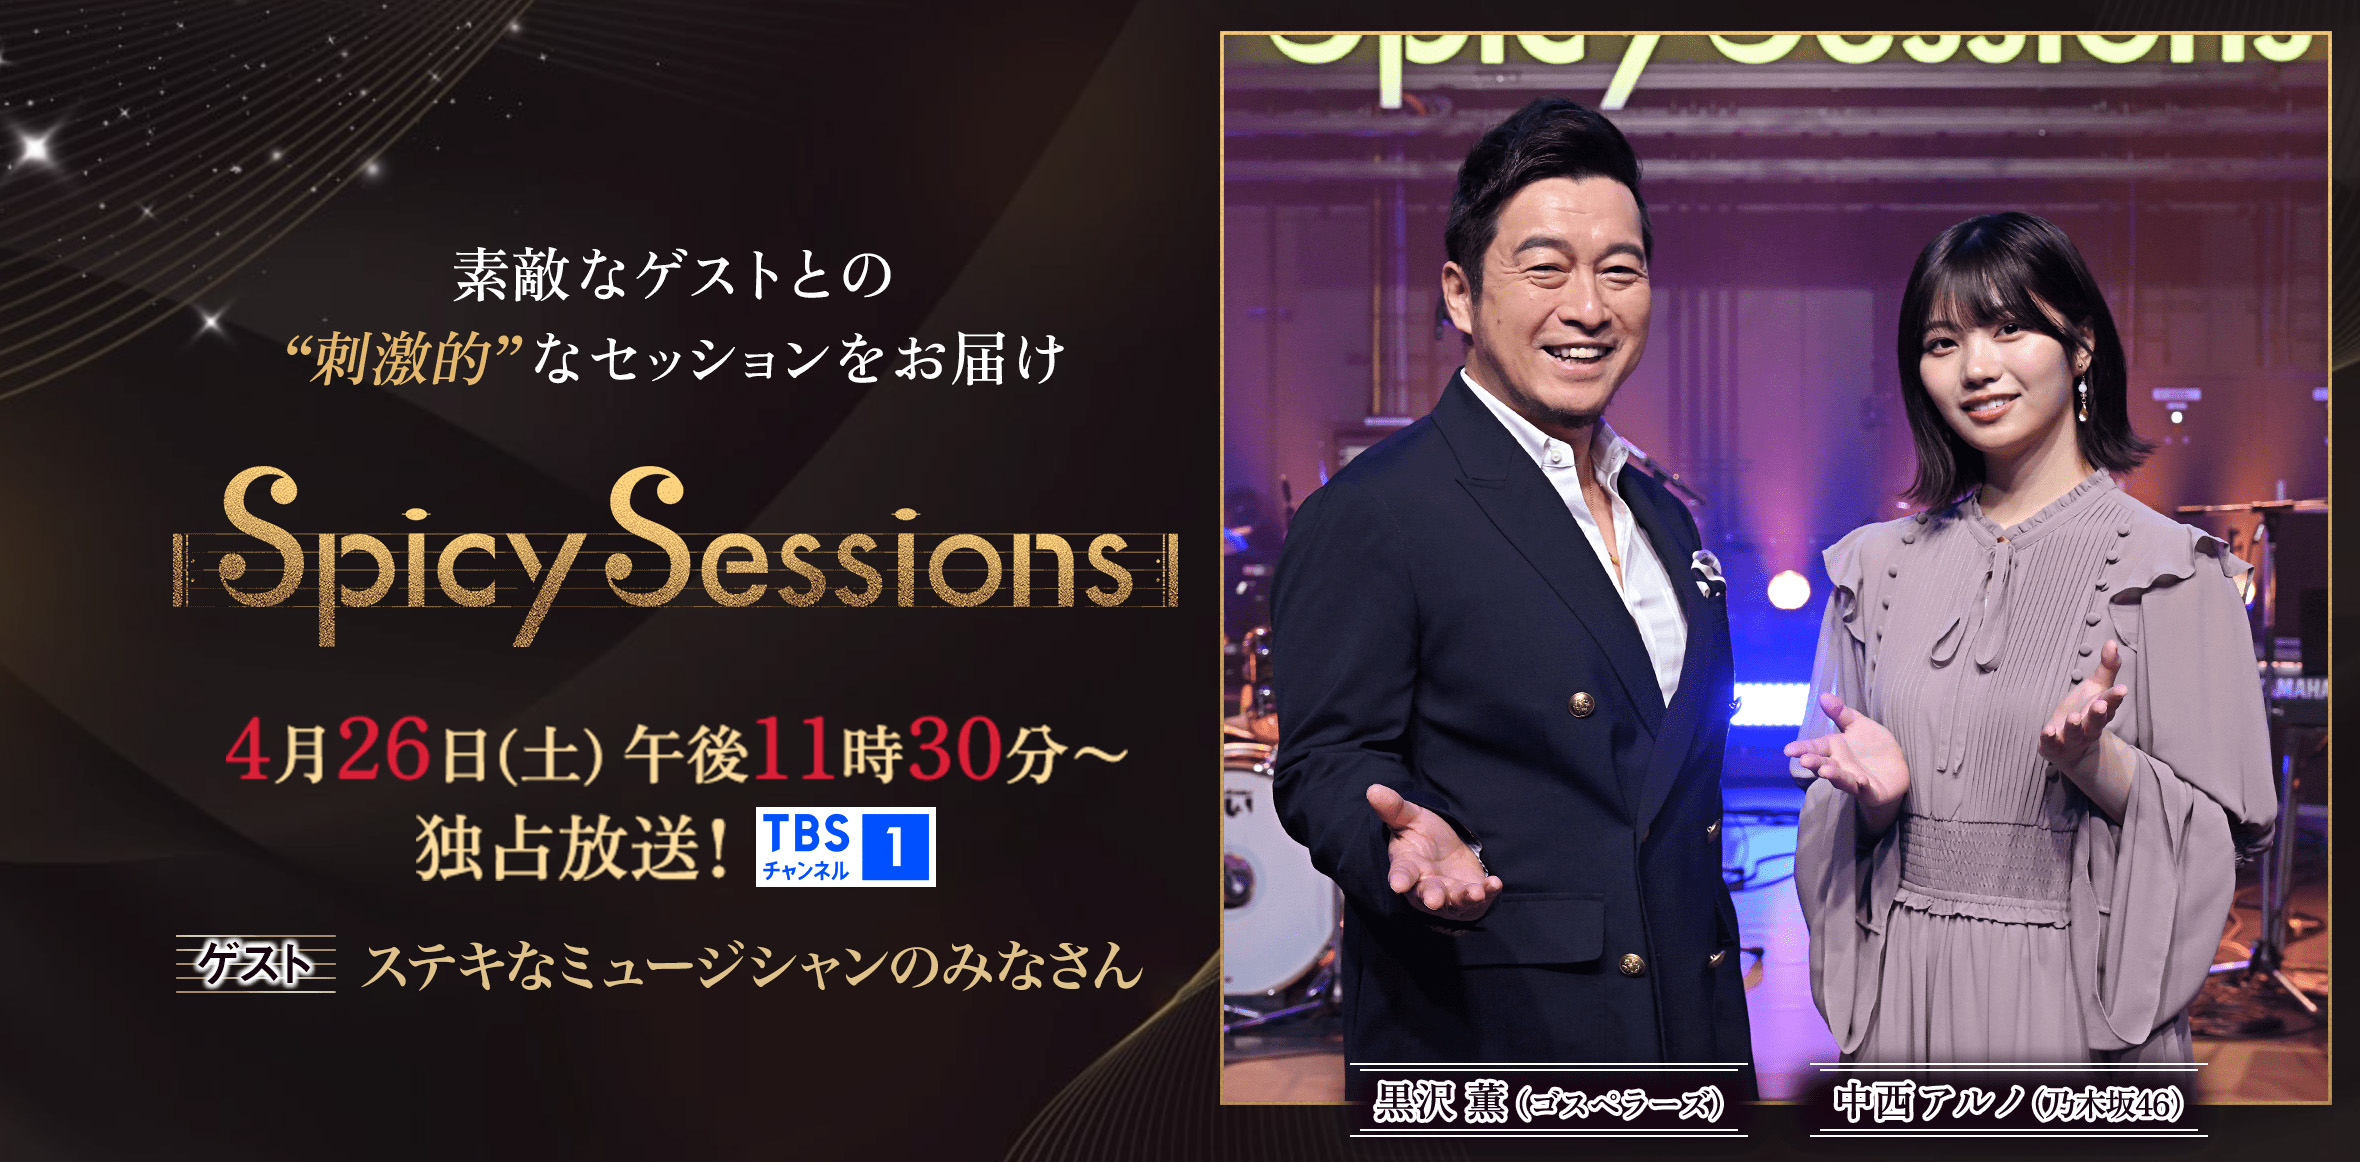 素敵なゲストとの
“刺激的”なセッションをお届け
Spicy Sessions
4月26日(土) 午後11時30分～
独占放送！
TBS
チャンネル
1
ゲスト ステキなミュージシャンのみなさん
Spicy Sessions
黒沢 薫（ゴスペラーズ）
中西アルノ（乃木坂46）